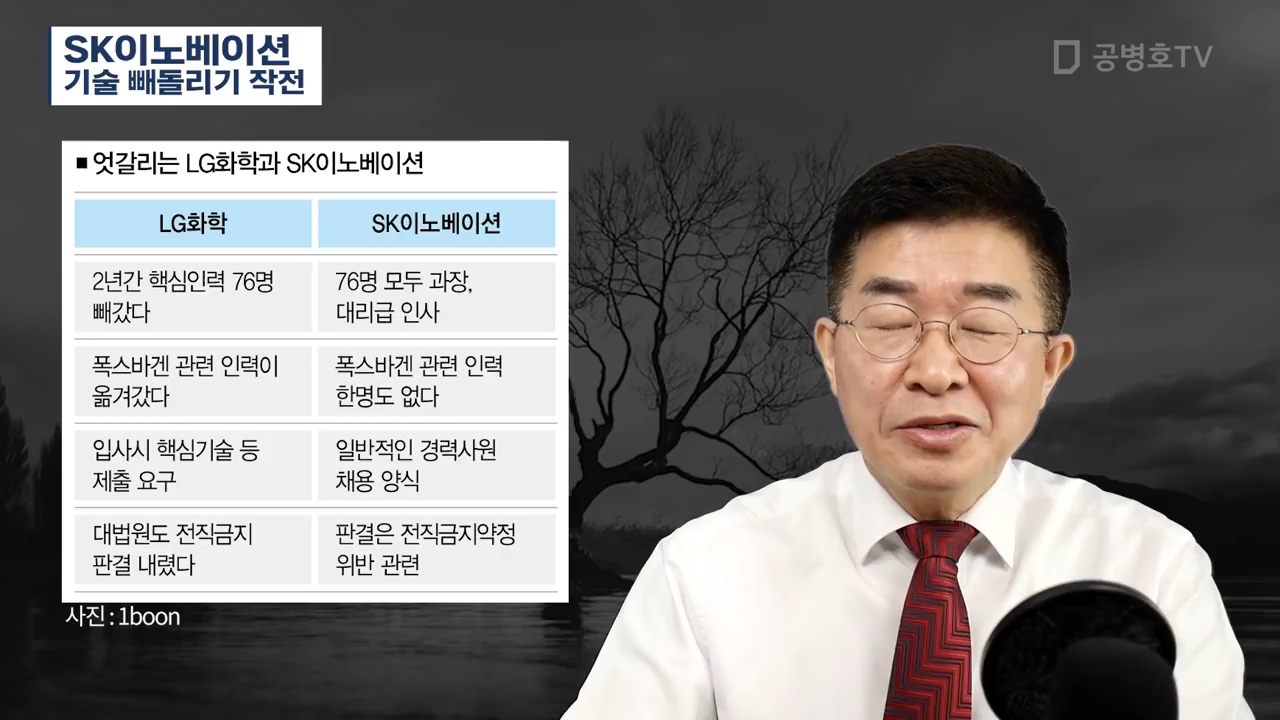 SK이노베이션
기술 빼돌리기 작전
공병호TV
■ 엇갈리는 LG화학과 SK이노베이션
LG화학
SK이노베이션
2년간 핵심인력 76명
빼갔다
76명 모두 과장,
대리급 인사
폭스바겐 관련 인력이
옮겨갔다
폭스바겐 관련 인력
한명도 없다
입사시 핵심기술 등
제출 요구
일반적인 경력사원
채용 양식
대법원도 전직금지
판결 내렸다
판결은 전직금지약정
위반 관련
사진 : 1boon